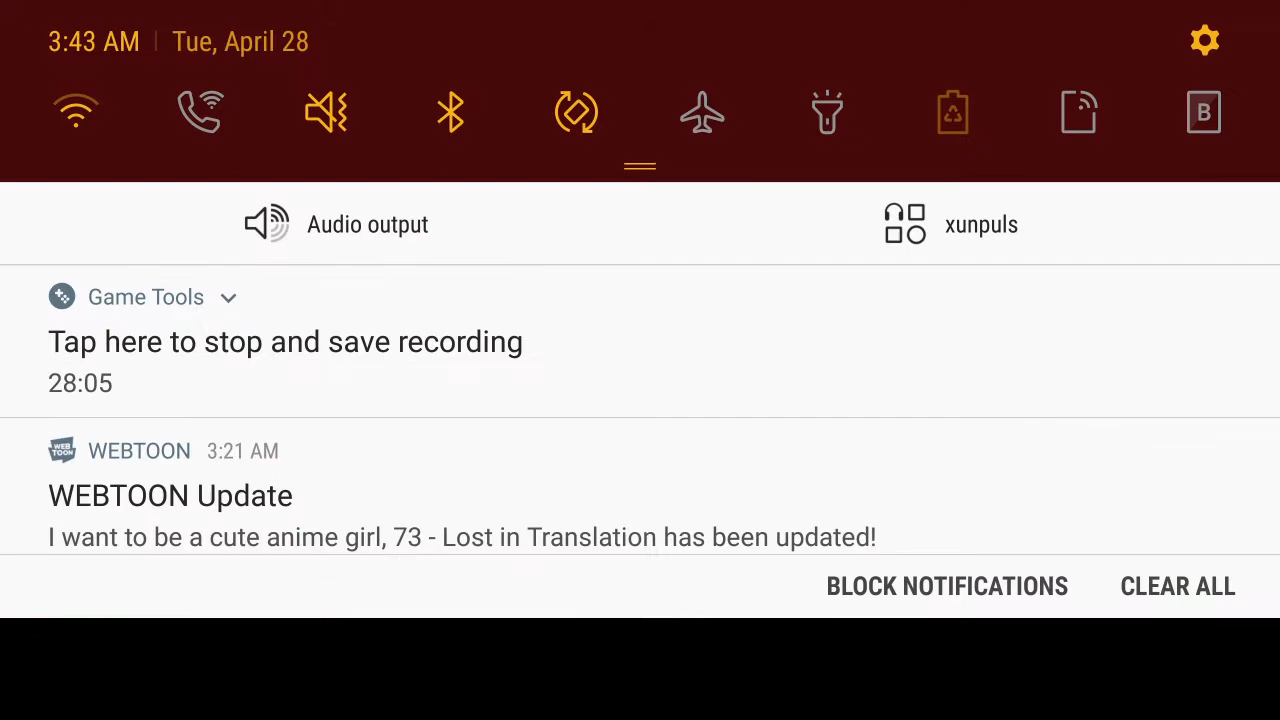 3:43 AM | Tue, April 28
B
Audio output
xunpuls
Game Tools
Tap here to stop and save recording
28:05
WEB TOON
WEBTOON 3:21 AM
WEBTOON Update
I want to be a cute anime girl, 73 - Lost in Translation has been updated!
BLOCK NOTIFICATIONS
CLEAR ALL